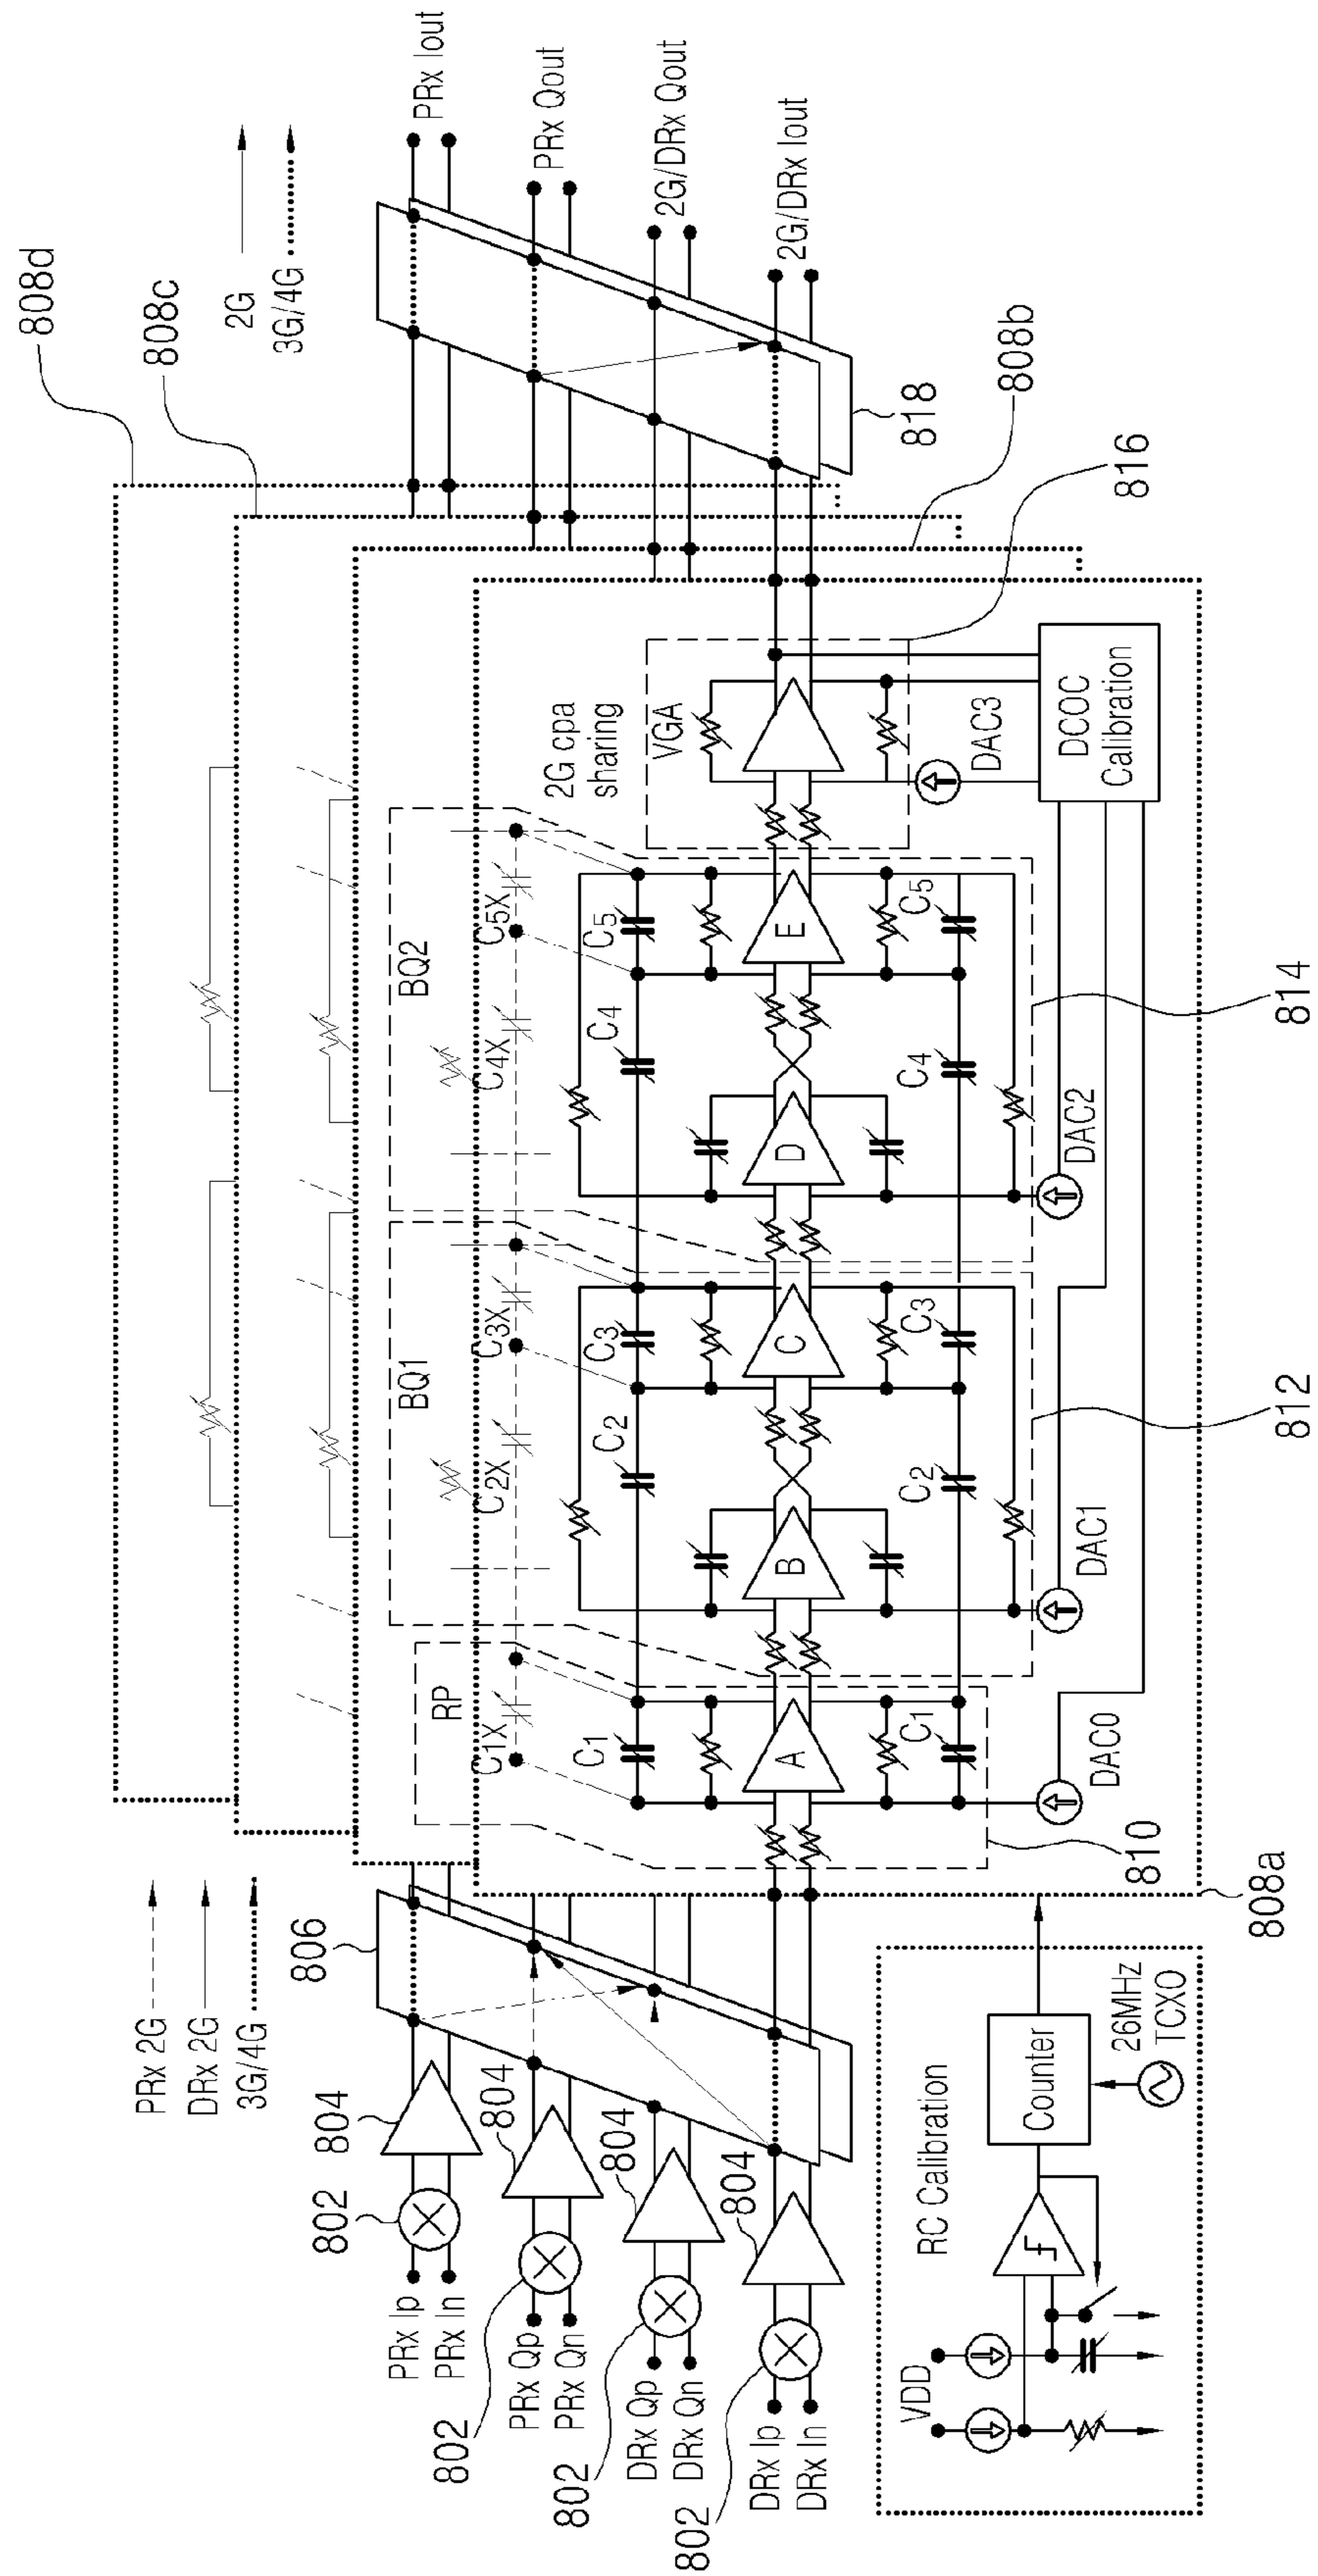 808d
808c
2G
3G/4G
PRx Iout
PRx Qout
2G/DRx Qout
2G/DRx Iout
818
808b
816
PRx 2G
DRx 2G
3G/4G
806
804
804
804
804
802
802
802
802
PRx Ip
PRx In
PRx Qp
PRx Qn
DRx Qp
DRx Qn
DRx Ip
DRx In
RP
BQ1
BQ2
C1X
C2X
C3X
C4X
C5X
2G cpa
sharing
VGA
C1
C2
C3
C4
C5
A
B
C
D
E
C1
C2
C3
C4
C5
DAC0
DAC1
DAC2
DAC3
DCOC
Calibration
810
812
814
808a
RC Calibration
VDD
Counter
26MHz
TCXO